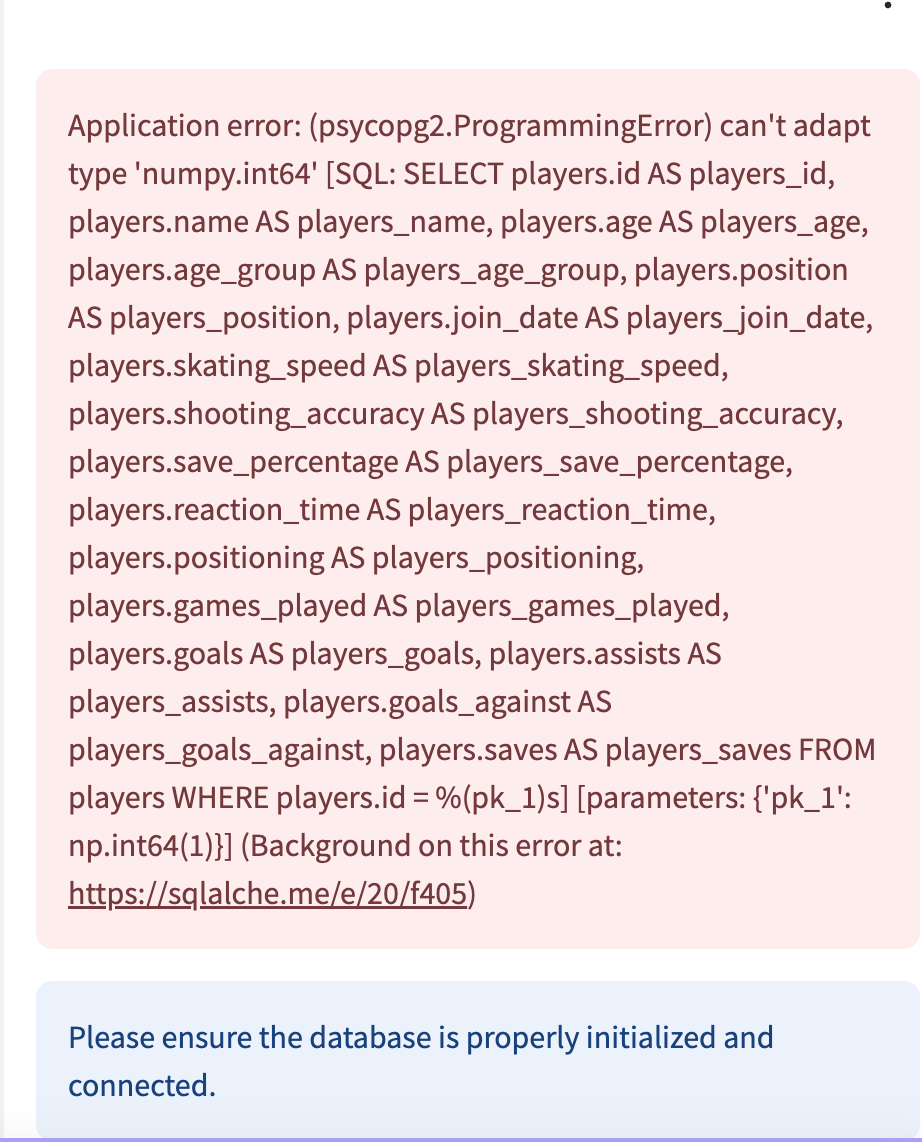 Application error: (psycopg2.ProgrammingError) can't adapt
type 'numpy.int64' [SQL: SELECT players.id AS players_id,
players.name AS players_name, players.age AS players_age,
players.age_group AS players_age_group, players.position
AS players_position, players.join_date AS players_join_date,
players.skating_speed AS players_skating_speed,
players.shooting_accuracy AS players_shooting_accuracy,
players.save_percentage AS players_save_percentage,
players.reaction_time AS players_reaction_time,
players.positioning AS players_positioning,
players.games_played AS players_games_played,
players.goals AS players_goals, players.assists AS
players_assists, players.goals_against AS
players_goals_against, players.saves AS players_saves FROM
players WHERE players.id = %(pk_1)s] [parameters: {'pk_1':
np.int64(1)}] (Background on this error at:
https://sqlalche.me/e/20/f405)
Please ensure the database is properly initialized and
connected.